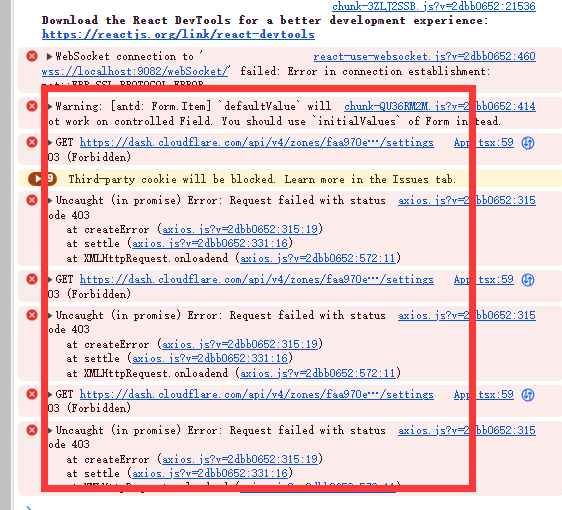 chunk-3ZLJ2SSB.js?v=2dbb0652:21536
Download the React DevTools for a better development experience:
https://reactjs.org/link/react-devtools
WebSocket connection to ' react-use-websocket.js?v=2dbb0652:460
wss://localhost:9082/webSocket/' failed: Error in connection establishment:
net::ERR_SSL_PROTOCOL_ERROR
Warning: [antd: Form.Item] `defaultValue` will chunk-QU36RM2M.js?v=2dbb0652:414
not work on controlled Field. You should use `initialValues` of Form instead.
GET https://dash.cloudflare.com/api/v4/zones/faa970e…/settings App.tsx:59
03 (Forbidden)
Third-party cookie will be blocked. Learn more in the Issues tab.
Uncaught (in promise) Error: Request failed with status axios.js?v=2dbb0652:315
ode 403
at createError (axios.js?v=2dbb0652:315:19)
at settle (axios.js?v=2dbb0652:331:16)
at XMLHttpRequest.onloadend (axios.js?v=2dbb0652:572:11)
GET https://dash.cloudflare.com/api/v4/zones/faa970e…/settings App.tsx:59
03 (Forbidden)
Uncaught (in promise) Error: Request failed with status axios.js?v=2dbb0652:315
ode 403
at createError (axios.js?v=2dbb0652:315:19)
at settle (axios.js?v=2dbb0652:331:16)
at XMLHttpRequest.onloadend (axios.js?v=2dbb0652:572:11)
GET https://dash.cloudflare.com/api/v4/zones/faa970e…/settings App.tsx:59
03 (Forbidden)
Uncaught (in promise) Error: Request failed with status axios.js?v=2dbb0652:315
ode 403
at createError (axios.js?v=2dbb0652:315:19)
at settle (axios.js?v=2dbb0652:331:16)